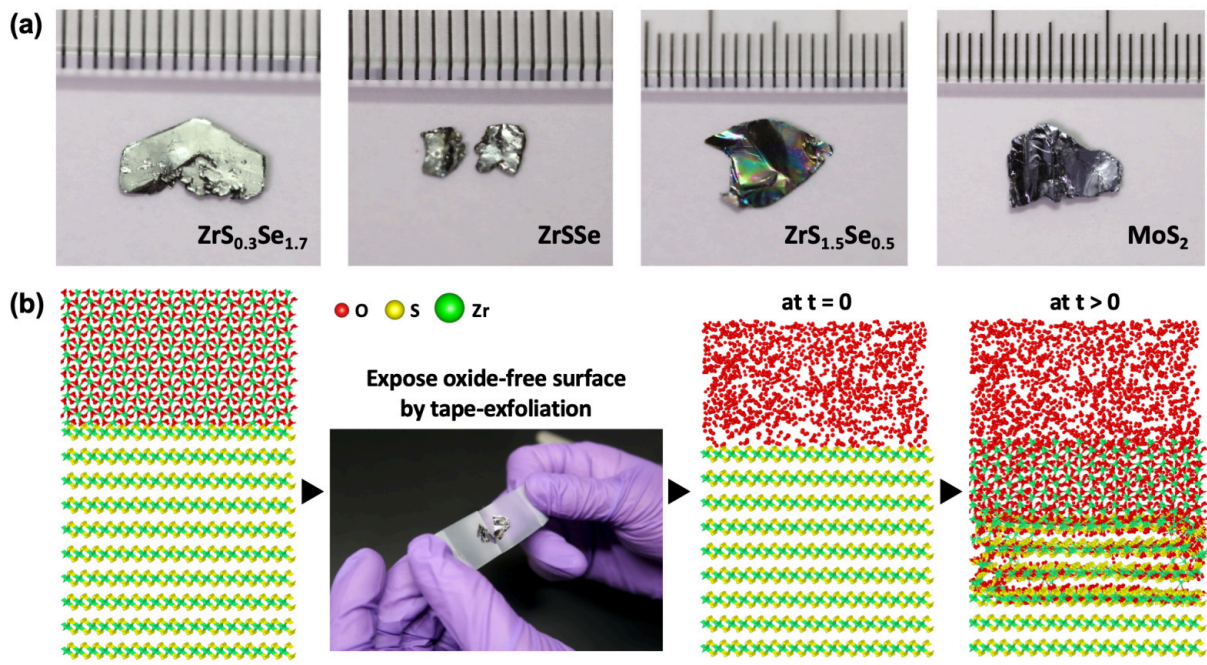 (a)
ZrS0.3Se1.7
ZrSSe
ZrS1.5Se0.5
MoS2
(b)
O S Zr
Expose oxide-free surface
by tape-exfoliation
at t = 0
at t > 0